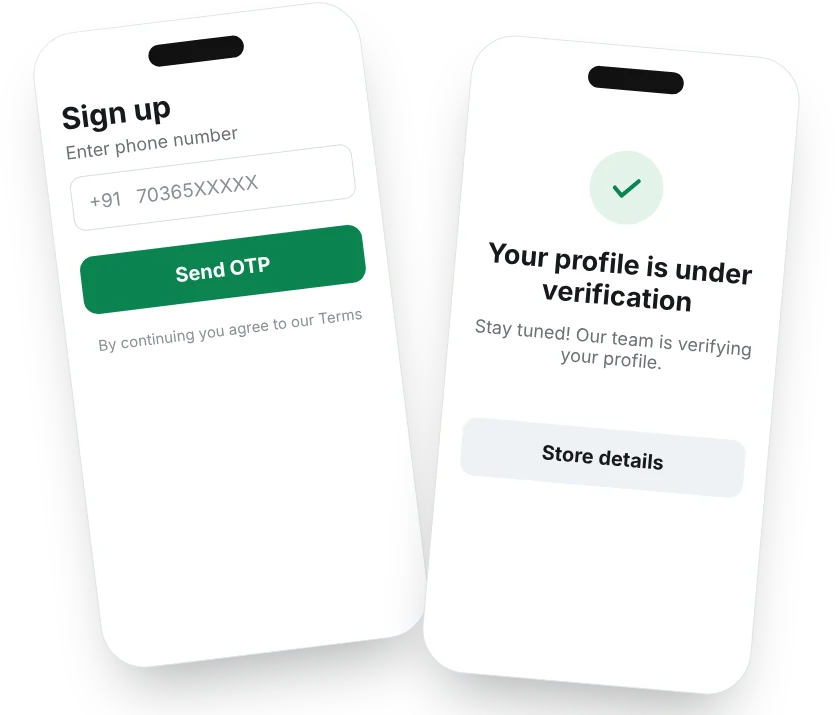 Sign up
Enter phone number
+91 70365XXXXX
Send OTP
By continuing you agree to our Terms
Your profile is under
verification
Stay tuned! Our team is verifying
your profile.
Store details